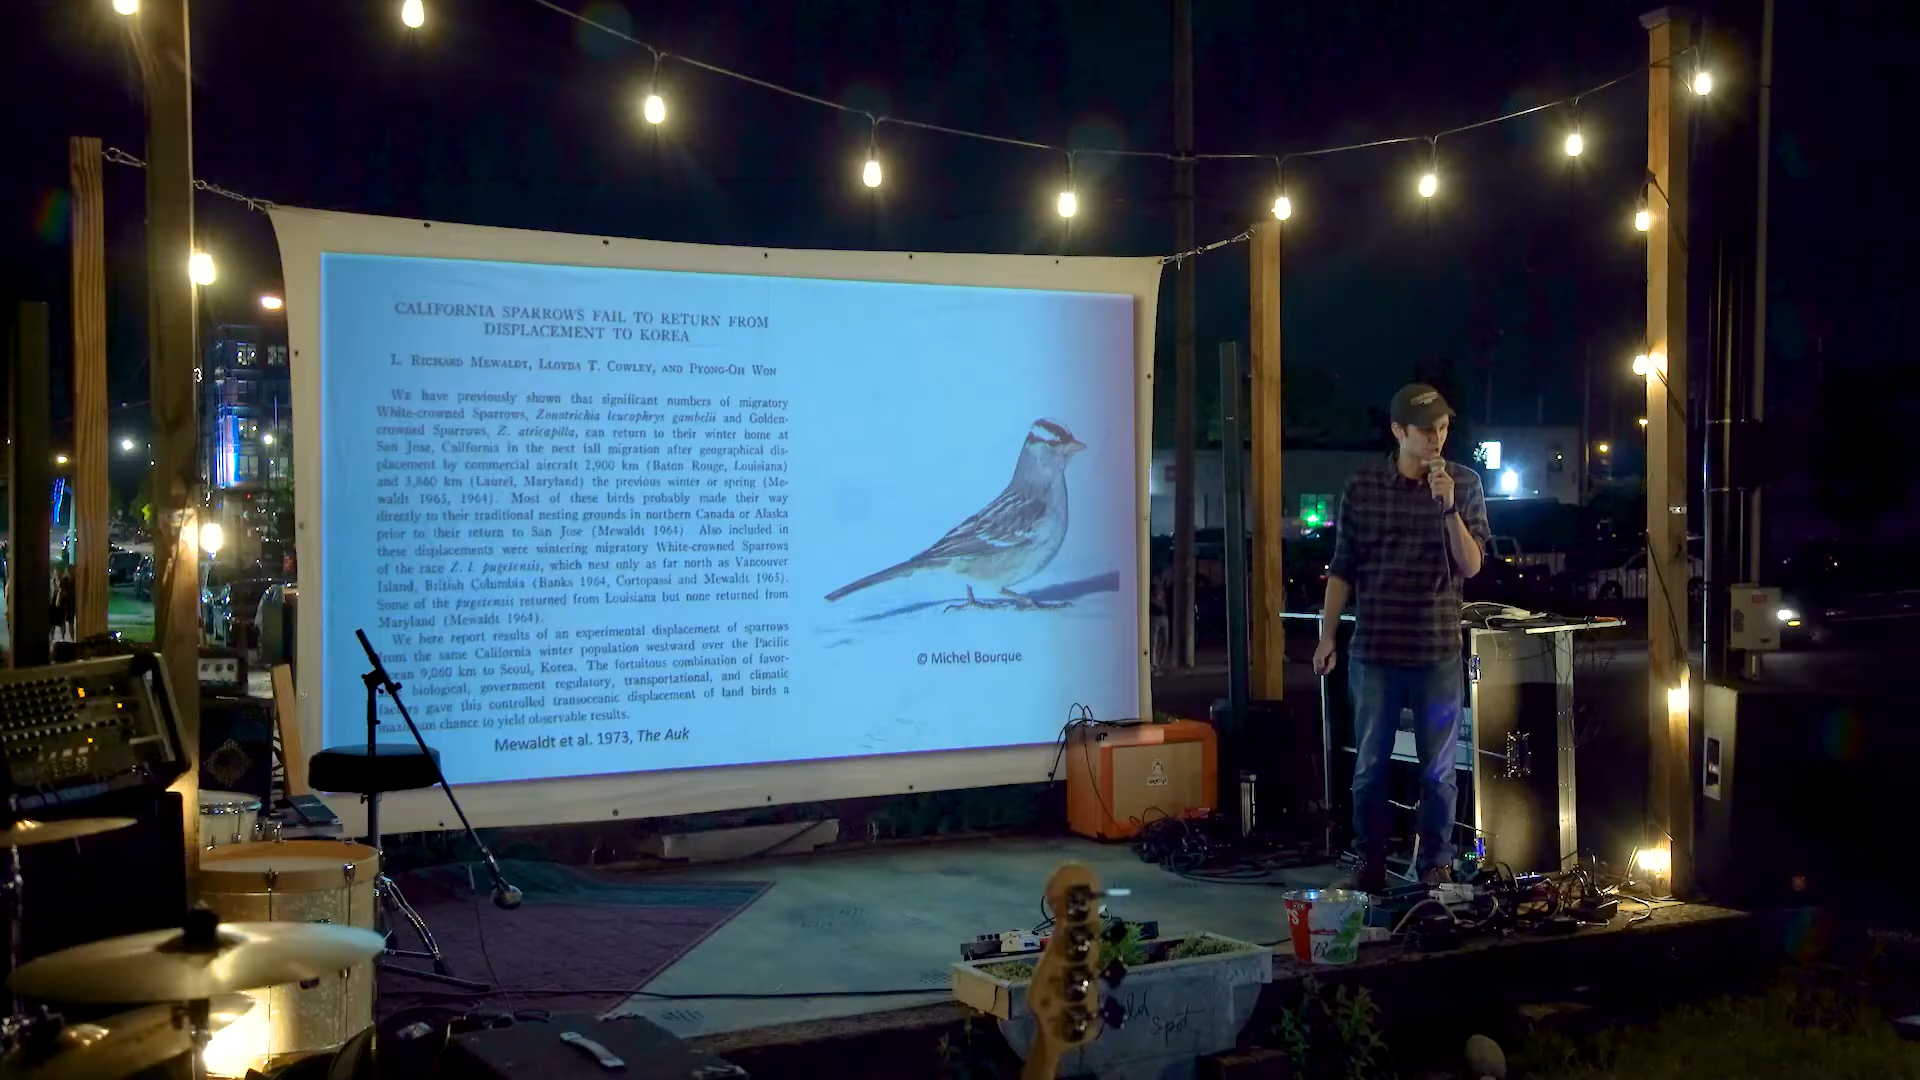 CALIFORNIA SPARROWS FAIL TO RETURN FROM
DISPLACEMENT TO KOREA
L. RICHARD MEWALDT, LLOYDA T. COWLEY, AND PYONG-OH WON
We have previously shown that significant numbers of migratory
White-crowned Sparrows, Zonotrichia leucophrys gambelii and Golden-
crowned Sparrows, Z. atricapilla, can return to their winter home at
San Jose, California in the next fall migration after geographical dis-
placement by commercial aircraft 2,900 km (Baton Rouge, Louisiana)
and 3,860 km (Laurel, Maryland) the previous winter or spring (Me-
waldt 1963, 1964). Most of these birds probably made their way
directly to their traditional nesting grounds in northern Canada or Alaska
prior to their return to San Jose (Mewaldt 1964). Also included in
these displacements were wintering migratory White-crowned Sparrows
of the race Z. l. pugetensis, which nest only as far north as Vancouver
Island, British Columbia (Banks 1964, Cortopassi and Mewaldt 1965).
Some of the pugetensis returned from Louisiana but none returned from
Maryland (Mewaldt 1964).
We here report results of an experimental displacement of sparrows
from the same California winter population westward over the Pacific
cean 9,060 km to Seoul, Korea. The fortuitous combination of favor-
biological, government regulatory, transportational, and climatic
factors gave this controlled transoceanic displacement of land birds a
maximum chance to yield observable results.
Mewaldt et al. 1973, The Auk
© Michel Bourque
orange
Spot